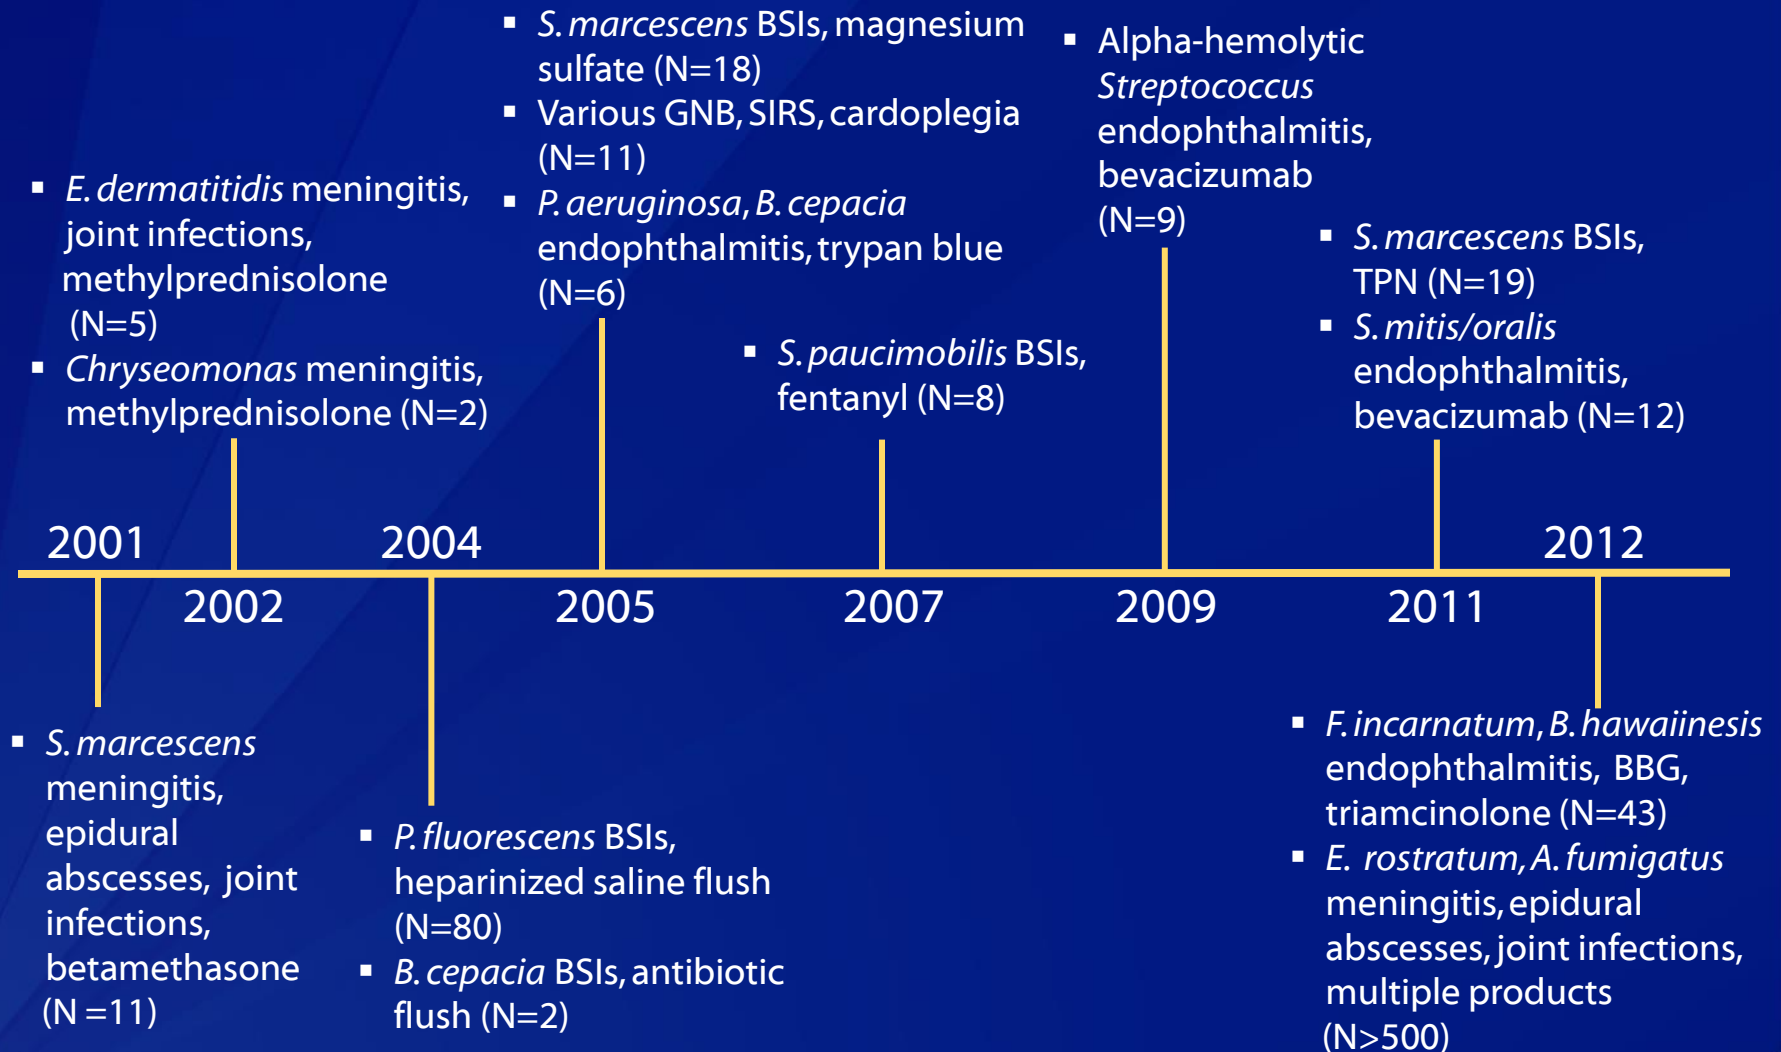 ▪ S. marcescens BSIs, magnesium
sulfate (N=18)
▪ Various GNB, SIRS, cardoplegia
(N=11)
▪ P. aeruginosa, B. cepacia
endophthalmitis, trypan blue
(N=6)
▪ Alpha-hemolytic
Streptococcus
endophthalmitis,
bevacizumab
(N=9)
▪ E. dermatitidis meningitis,
joint infections,
methylprednisolone
(N=5)
▪ Chryseomonas meningitis,
methylprednisolone (N=2)
▪ S. paucimobilis BSIs,
fentanyl (N=8)
▪ S. marcescens BSIs,
TPN (N=19)
▪ S. mitis/oralis
endophthalmitis,
bevacizumab (N=12)
2001
2004
2012
2002
2005
2007
2009
2011
▪ S. marcescens
meningitis,
epidural
abscesses, joint
infections,
betamethasone
(N =11)
▪ P. fluorescens BSIs,
heparinized saline flush
(N=80)
▪ B. cepacia BSIs, antibiotic
flush (N=2)
▪ F. incarnatum, B. hawaiinesis
endophthalmitis, BBG,
triamcinolone (N=43)
▪ E. rostratum, A. fumigatus
meningitis, epidural
abscesses, joint infections,
multiple products
(N>500)